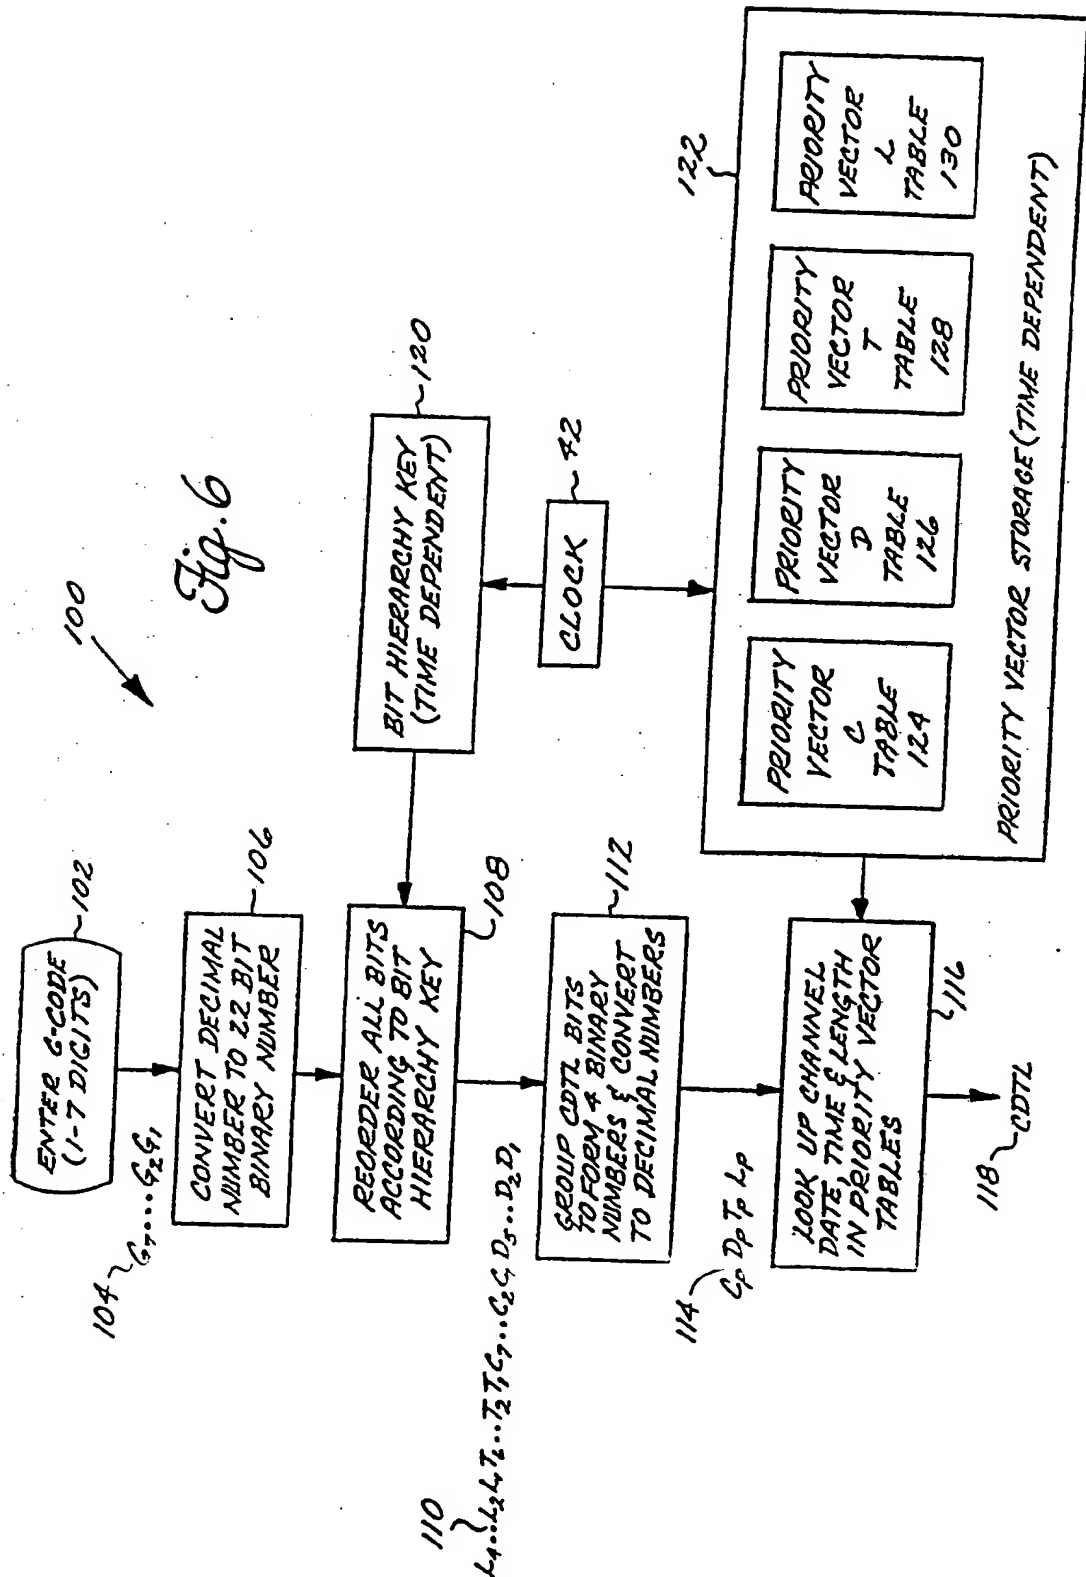 Fig. 6
100
ENTER G-CODE
(1-7 DIGITS)
102
104
G7....G2G1
CONVERT DECIMAL
NUMBER TO 22 BIT
BINARY NUMBER
106
REORDER ALL BITS
ACCORDING TO BIT
HIERARCHY KEY
108
110
L4..L2L1T6..T2T1C7..C2C1D5..D2D1
GROUP CDTL BITS
TO FORM 4 BINARY
NUMBERS & CONVERT
TO DECIMAL NUMBERS
112
114
CP DP TP LP
LOOK UP CHANNEL
DATE, TIME & LENGTH
IN PRIORITY VECTOR
TABLES
116
118
CDTL
BIT HIERARCHY KEY
(TIME DEPENDENT)
120
CLOCK
42
122
PRIORITY
VECTOR
C
TABLE
124
PRIORITY
VECTOR
D
TABLE
126
PRIORITY
VECTOR
T
TABLE
128
PRIORITY
VECTOR
L
TABLE
130
PRIORITY VECTOR STORAGE (TIME DEPENDENT)